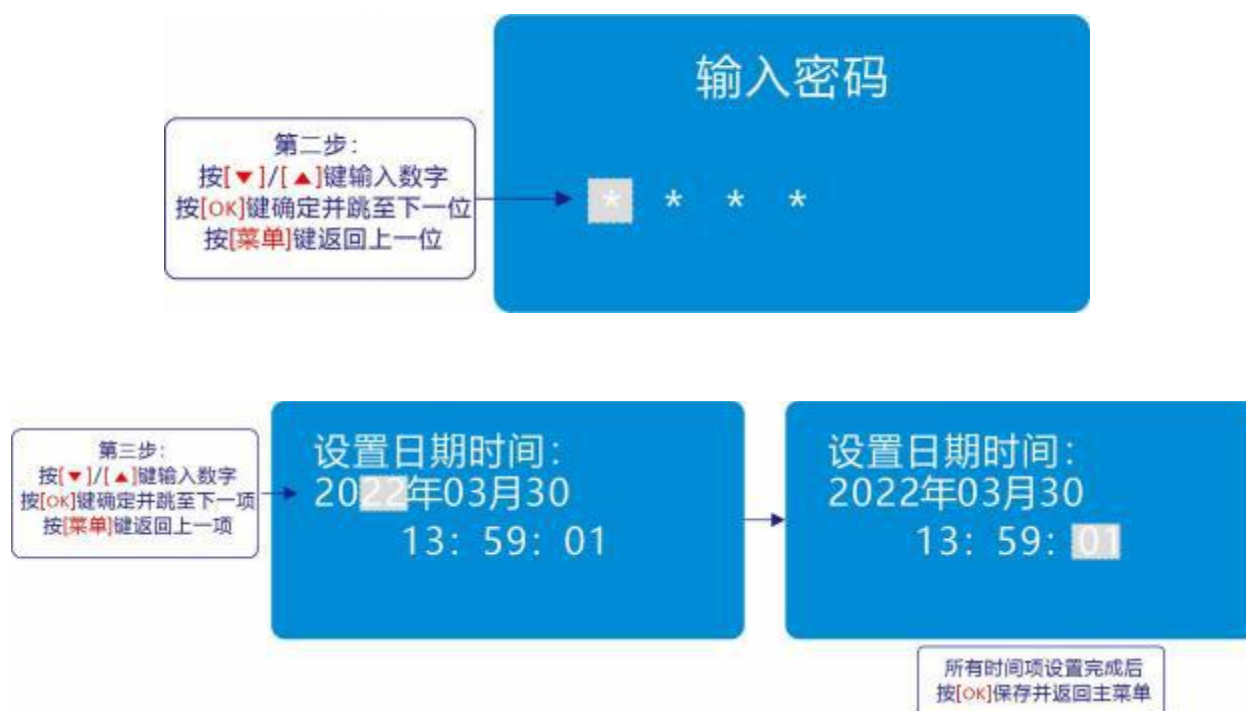 输入密码
第二步：
按[▼]/[▲]键输入数字
按[OK]键确定并跳至下一位
按[菜单]键返回上一位
* * * *
第三步：
按[▼]/[▲]键输入数字
按[OK]键确定并跳至下一项
按[菜单]键返回上一项
设置日期时间：
2022年03月30
13：59：01
设置日期时间：
2022年03月30
13：59：01
所有时间项设置完成后
按[OK]保存并返回主菜单